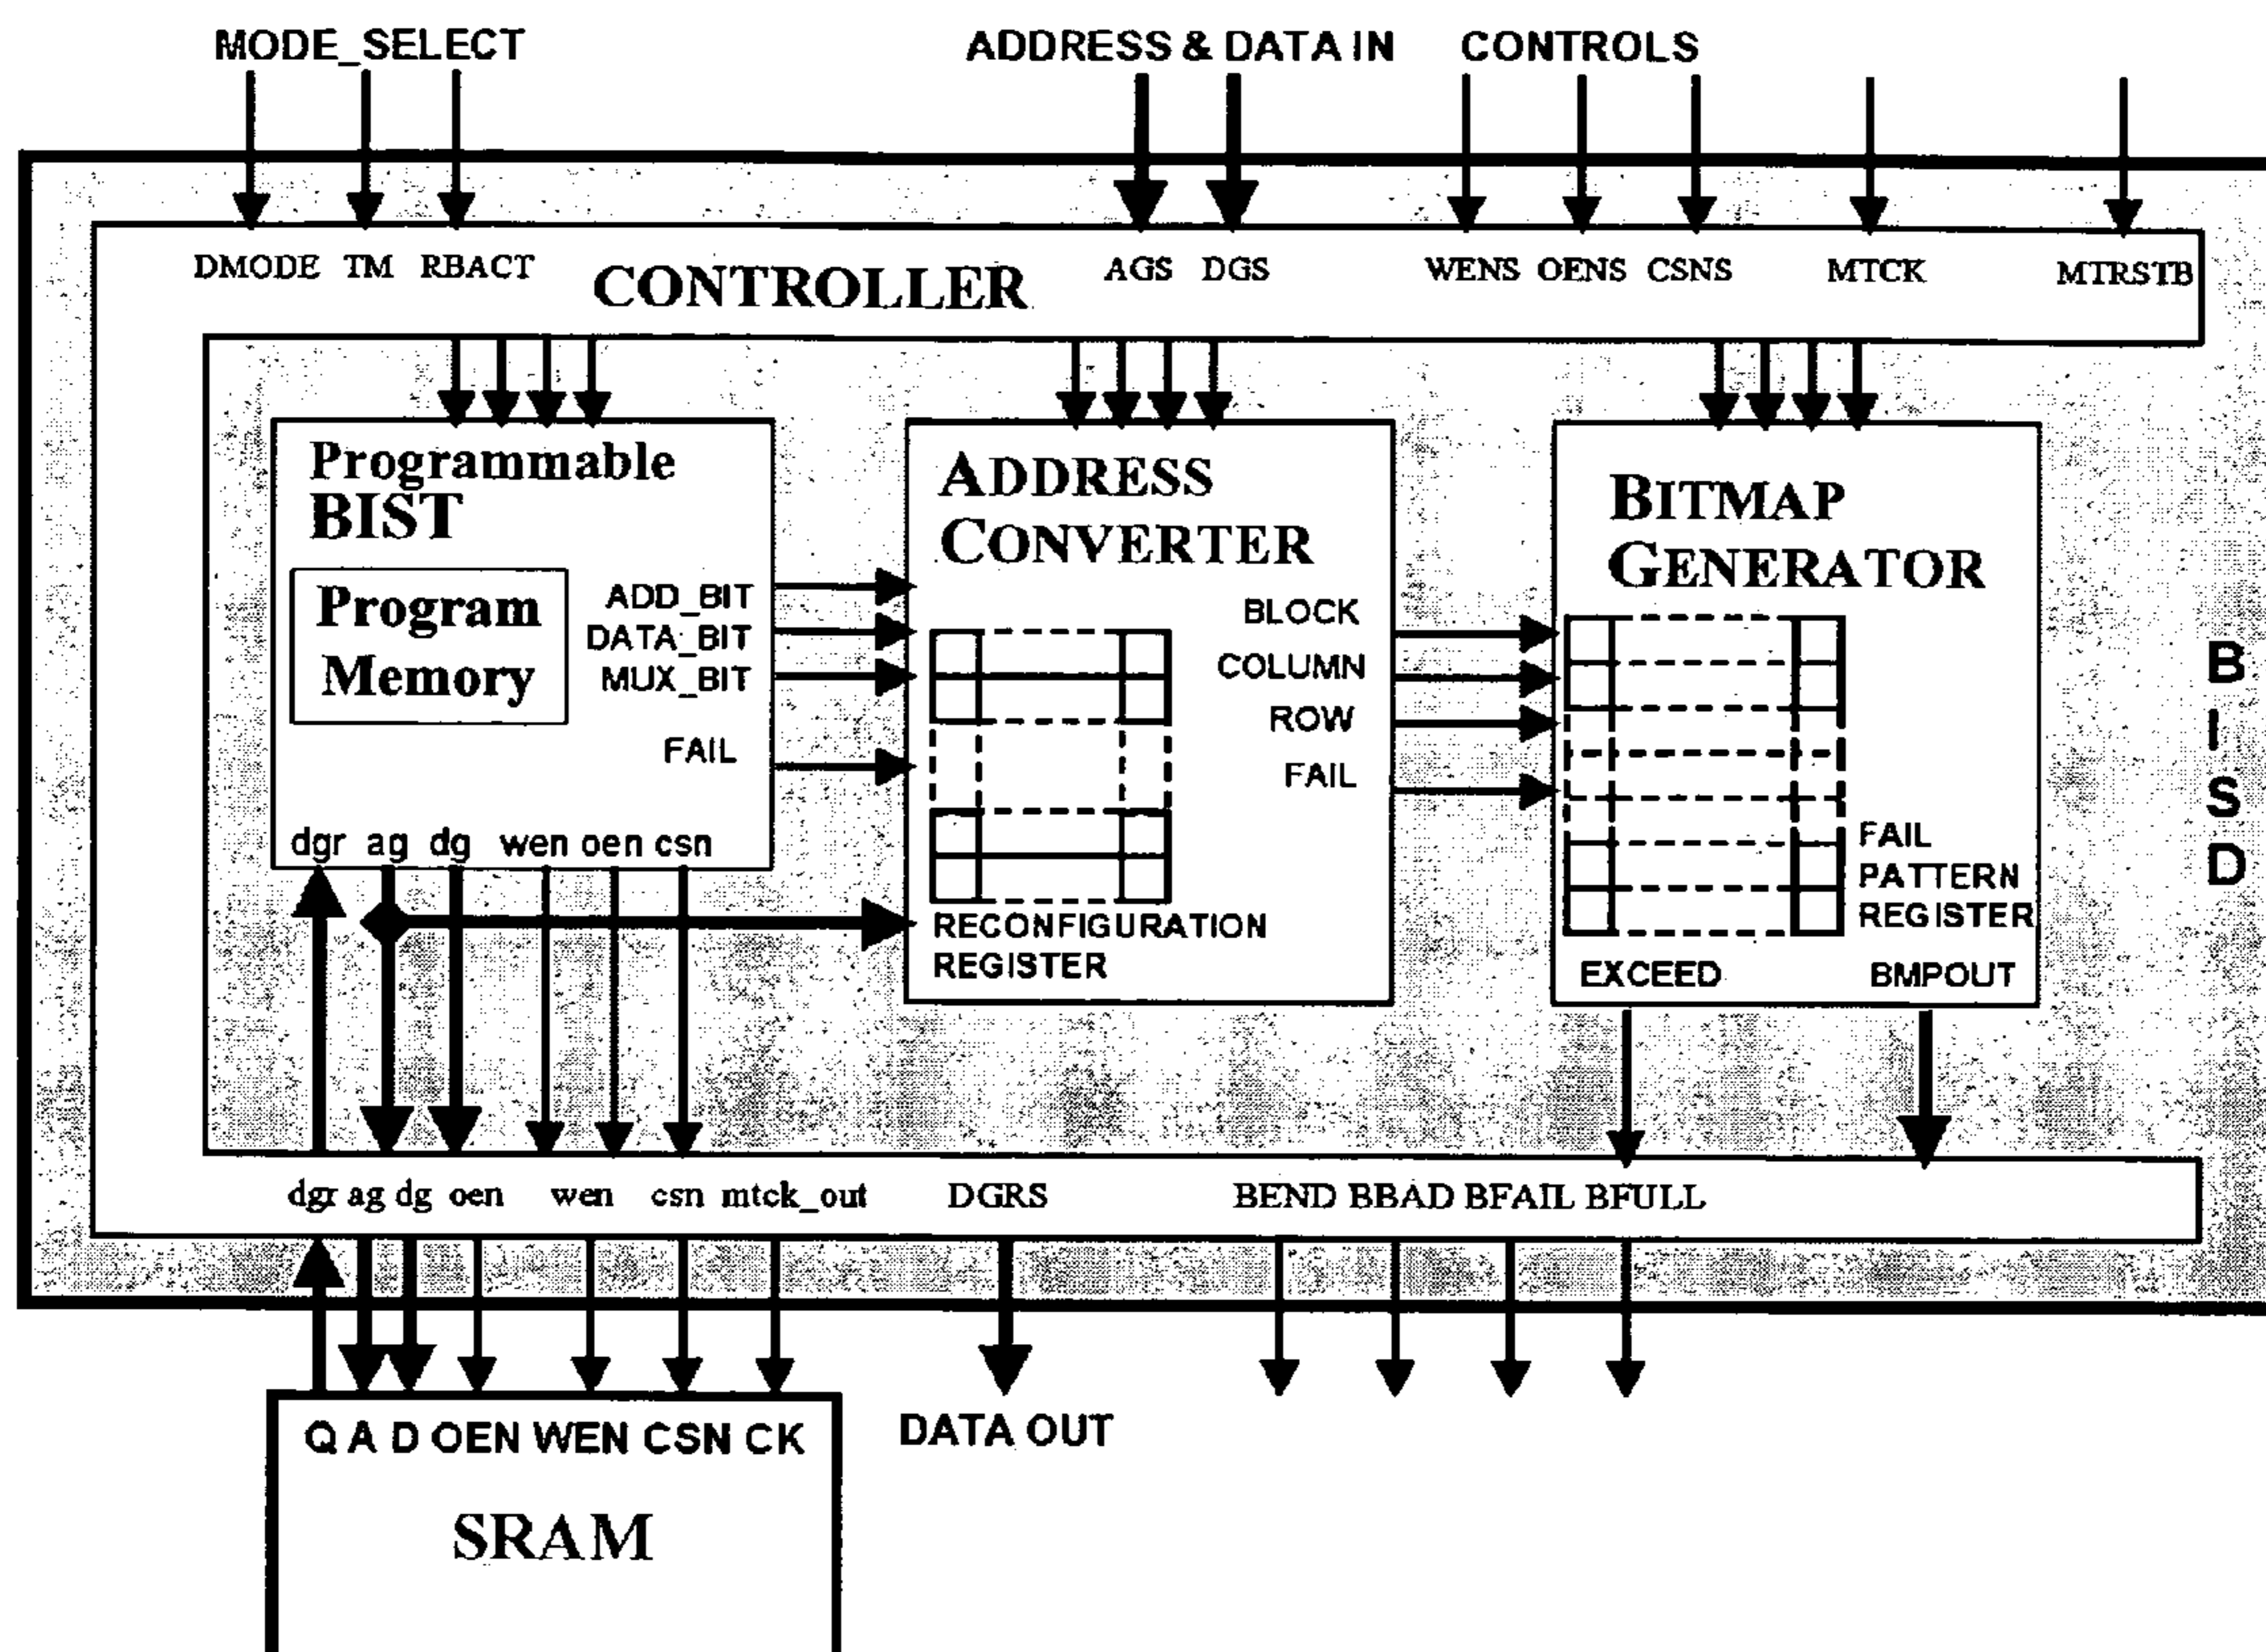 MODE_SELECT
ADDRESS & DATA IN
CONTROLS
DMODE TM RBACT
CONTROLLER
AGS DGS
WENS OENS CSNS
MTCK
MTRSTB
Programmable
BIST
Program
Memory
ADD_BIT
DATA_BIT
MUX_BIT
FAIL
dgr ag dg wen oen csn
ADDRESS
CONVERTER
BLOCK
COLUMN
ROW
FAIL
RECONFIGURATION
REGISTER
BITMAP
GENERATOR
FAIL
PATTERN
REGISTER
EXCEED
BMPOUT
B
I
S
D
dgr ag dg oen wen csn mtck_out
DGRS
BEND BBAD BFAIL BFULL
Q A D OEN WEN CSN CK
SRAM
DATA OUT